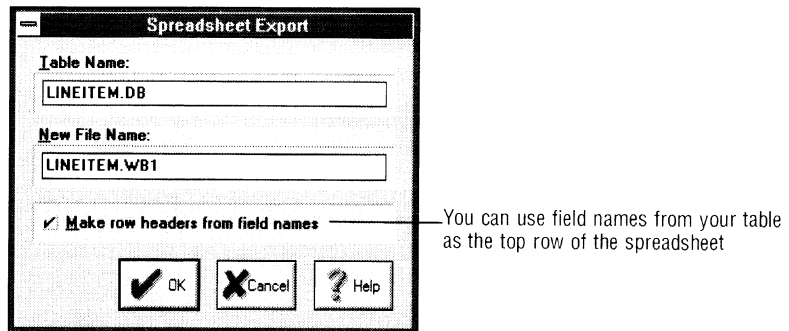 Spreadsheet Export
Table Name:
LINEITEM.DB
New File Name:
LINEITEM.WB1
Make row headers from field names
You can use field names from your table
as the top row of the spreadsheet
OK
Cancel
Help